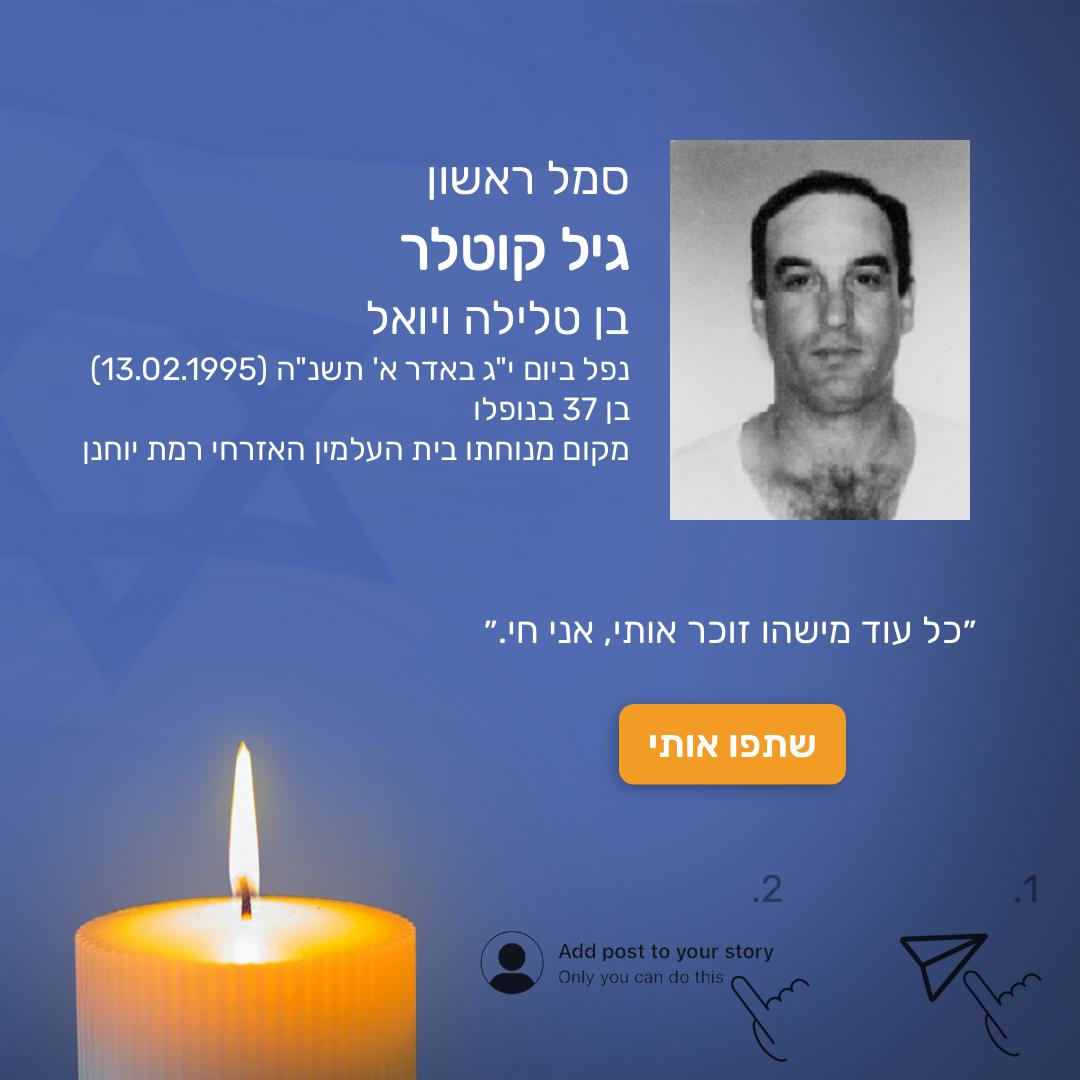 סמל ראשון
גיל קוטלר
בן טלילה ויואל
נפל ביום י"ג באדר א' תשנ"ה (13.02.1995)
בן 37 בנופלו
מקום מנוחתו בית העלמין האזרחי רמת יוחנן
״כל עוד מישהו זוכר אותי, אני חי.״
שתפו אותי
.1
.2
Add post to your story
Only you can do this